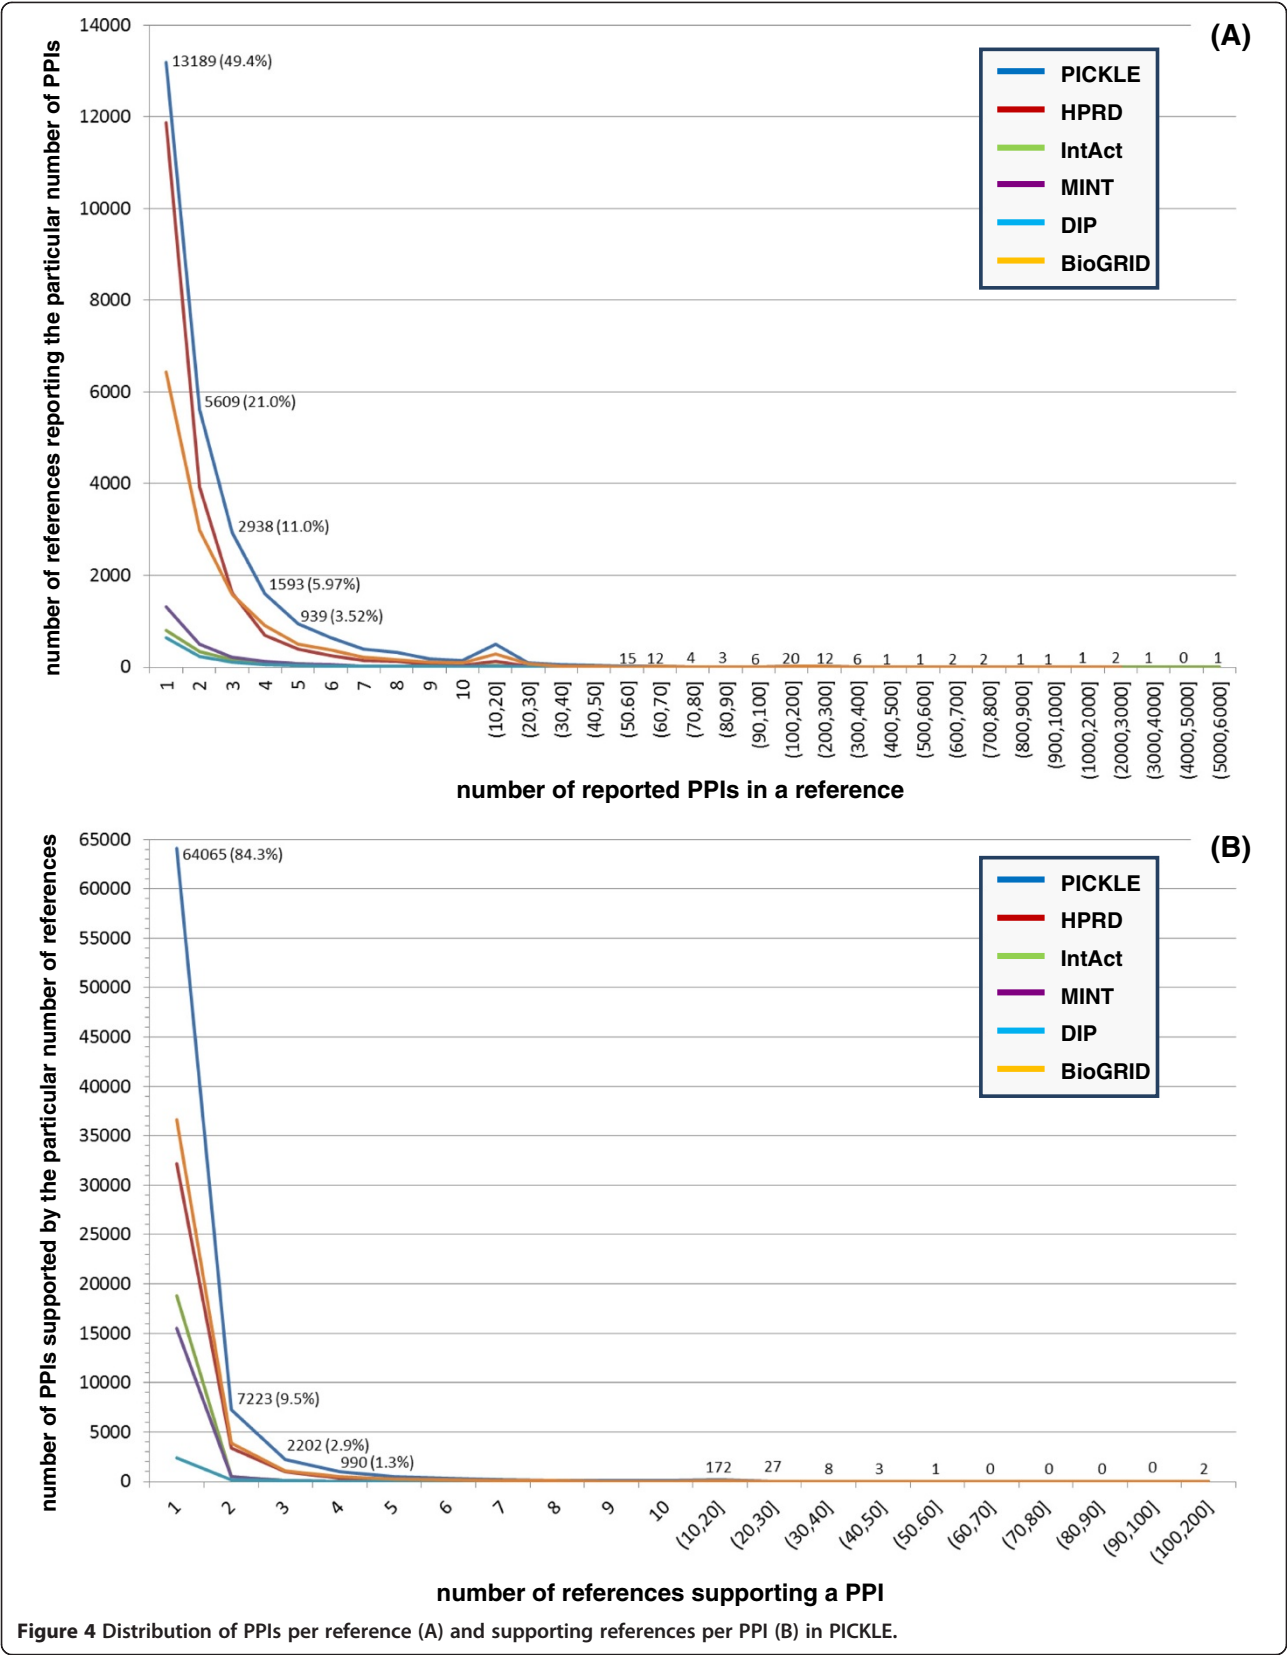 (A)
number of references reporting the particular number of PPIs
14000
12000
10000
8000
6000
4000
2000
0
13189 (49.4%)
5609 (21.0%)
2938 (11.0%)
1593 (5.97%)
939 (3.52%)
15 12 4 3 6 20 12 6 1 1 2 2 1 1 1 2 1 0 1
PICKLE
HPRD
IntAct
MINT
DIP
BioGRID
1 2 3 4 5 6 7 8 9 10 (10,20] (20,30] (30,40] (40,50] (50.60] (60,70] (70,80] (80,90] (90,100] (100,200] (200,300] (300,400] (400,500] (500,600] (600,700] (700,800] (800,900] (900,1000] (1000,2000] (2000,3000] (3000,4000] (4000,5000] (5000,6000]
number of reported PPIs in a reference
(B)
number of PPIs supported by the particular number of references
65000
60000
55000
50000
45000
40000
35000
30000
25000
20000
15000
10000
5000
0
64065 (84.3%)
7223 (9.5%)
2202 (2.9%)
990 (1.3%)
172 27 8 3 1 0 0 0 0 2
PICKLE
HPRD
IntAct
MINT
DIP
BioGRID
1 2 3 4 5 6 7 8 9 10 (10,20] (20,30] (30,40] (40,50] (50.60] (60,70] (70,80] (80,90] (90,100] (100,200]
number of references supporting a PPI
Figure 4 Distribution of PPIs per reference (A) and supporting references per PPI (B) in PICKLE.